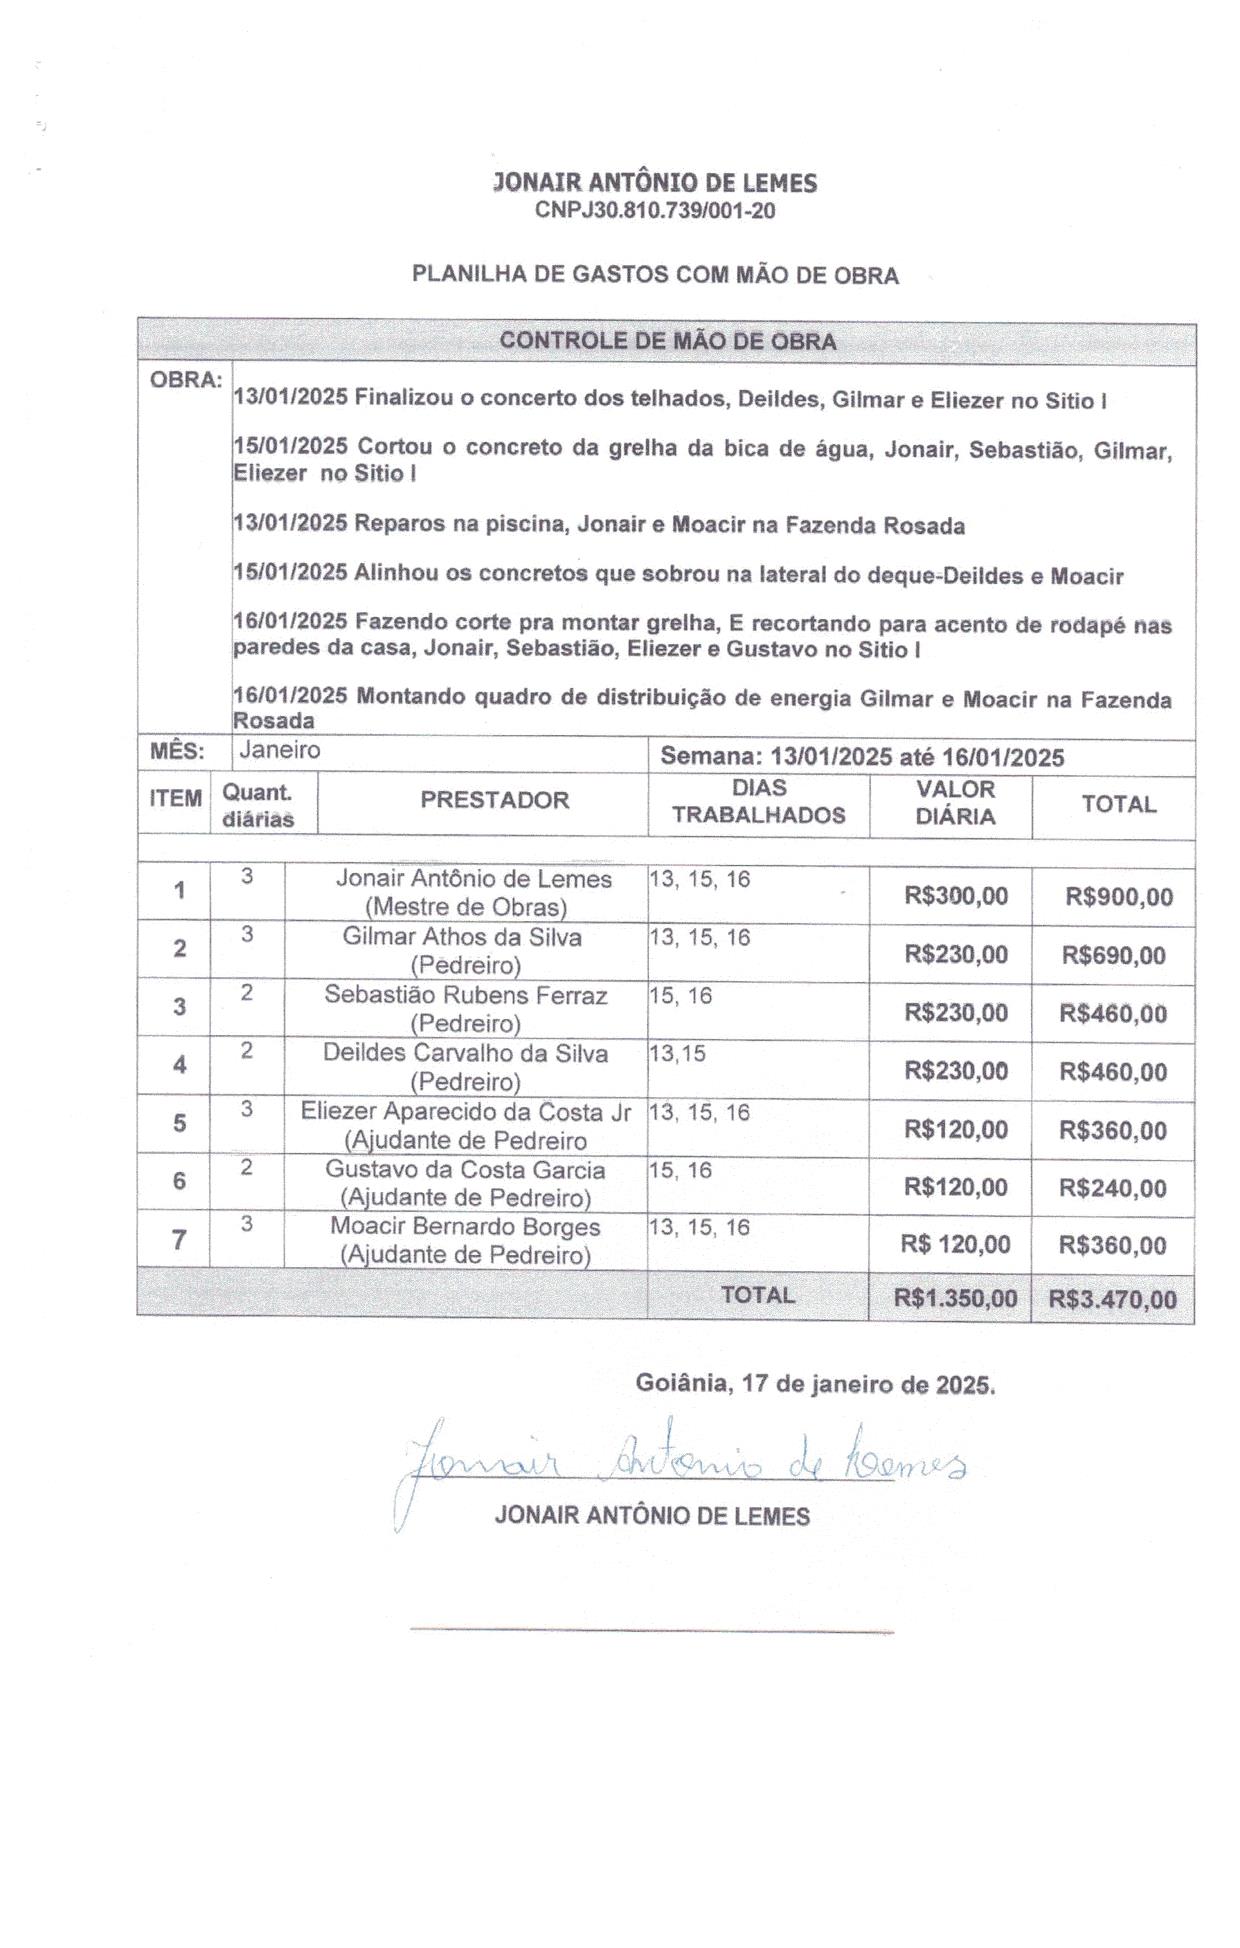 JONAIR ANTÔNIO DE LEMES
CNPJ30.810.739/001-20
PLANILHA DE GASTOS COM MÃO DE OBRA
CONTROLE DE MÃO DE OBRA
OBRA:
13/01/2025 Finalizou o concerto dos telhados, Deildes, Gilmar e Eliezer no Sitio I
15/01/2025 Cortou o concreto da grelha da bica de água, Jonair, Sebastião, Gilmar,
Eliezer no Sitio I
13/01/2025 Reparos na piscina, Jonair e Moacir na Fazenda Rosada
15/01/2025 Alinhou os concretos que sobrou na lateral do deque-Deildes e Moacir
16/01/2025 Fazendo corte pra montar grelha, E recortando para acento de rodapé nas
paredes da casa, Jonair, Sebastião, Eliezer e Gustavo no Sitio I
16/01/2025 Montando quadro de distribuição de energia Gilmar e Moacir na Fazenda
Rosada
MÊS: Janeiro Semana: 13/01/2025 até 16/01/2025
ITEM Quant. diárias PRESTADOR DIAS TRABALHADOS VALOR DIÁRIA TOTAL
1 3 Jonair Antônio de Lemes 13, 15, 16 R$300,00 R$900,00
(Mestre de Obras)
2 3 Gilmar Athos da Silva 13, 15, 16 R$230,00 R$690,00
(Pedreiro)
3 2 Sebastião Rubens Ferraz 15, 16 R$230,00 R$460,00
(Pedreiro)
4 2 Deildes Carvalho da Silva 13,15 R$230,00 R$460,00
(Pedreiro)
5 3 Eliezer Aparecido da Costa Jr 13, 15, 16 R$120,00 R$360,00
(Ajudante de Pedreiro
6 2 Gustavo da Costa Garcia 15, 16 R$120,00 R$240,00
(Ajudante de Pedreiro)
7 3 Moacir Bernardo Borges 13, 15, 16 R$ 120,00 R$360,00
(Ajudante de Pedreiro)
TOTAL R$1.350,00 R$3.470,00
Goiânia, 17 de janeiro de 2025.
Jonair Antonio de Lemes
JONAIR ANTÔNIO DE LEMES